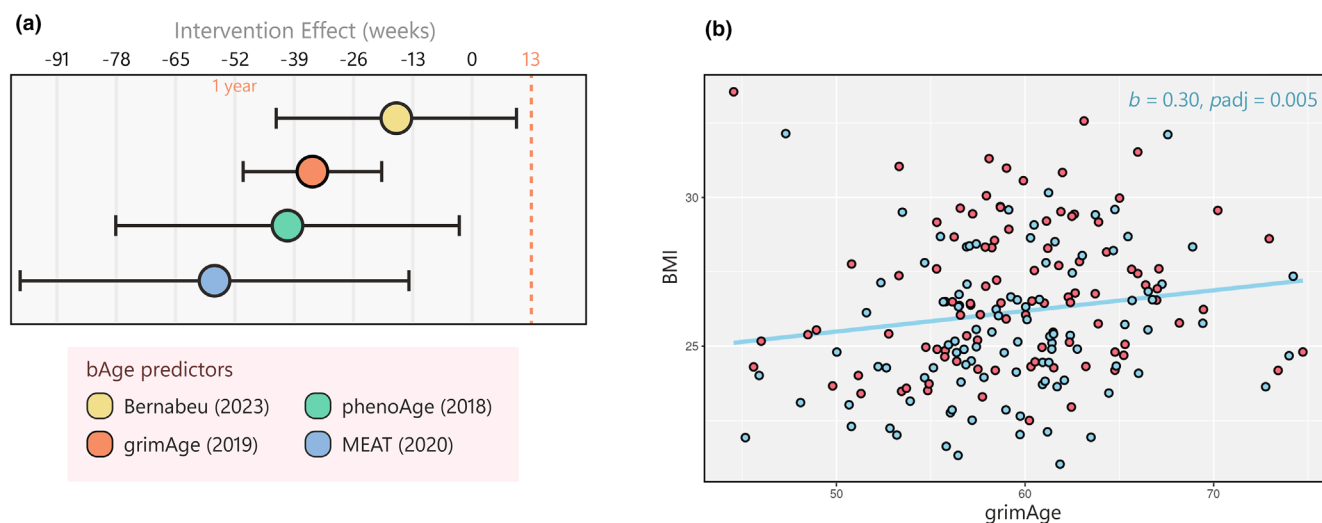 (a)
Intervention Effect (weeks)
-91 -78 -65 -52 -39 -26 -13 0 13
1 year
bAge predictors
Bernabeu (2023) phenoAge (2018)
grimAge (2019) MEAT (2020)
(b)
b = 0.30, padj = 0.005
BMI
30
25
50 60 70
grimAge